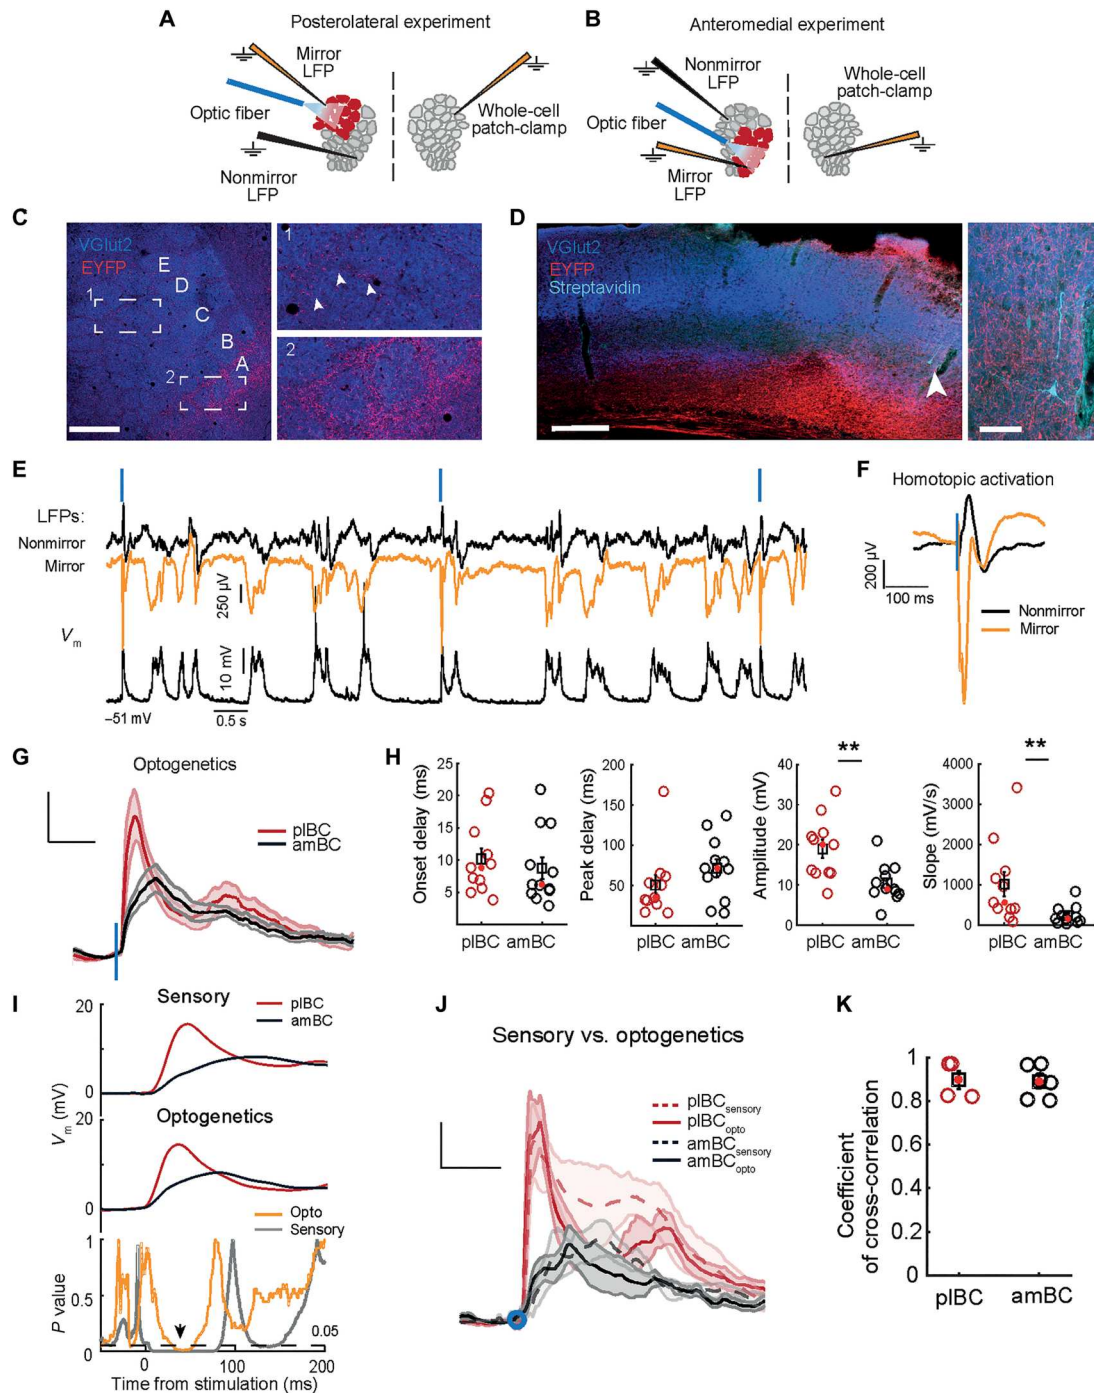 A
Posterolateral experiment
Mirror
LFP
Optic fiber
Nonmirror
LFP
Whole-cell
patch-clamp
B
Anteromedial experiment
Nonmirror
LFP
Optic fiber
Mirror
LFP
Whole-cell
patch-clamp
C
VGlut2
EYFP
E
D
C
B
A
1
2
1
2
D
VGlut2
EYFP
Streptavidin
E
LFPs:
Nonmirror
Mirror
250 µV
Vm
10 mV
–51 mV
0.5 s
F
Homotopic activation
200 µV
100 ms
Nonmirror
Mirror
G
Optogenetics
plBC
amBC
H
Onset delay (ms)
25
20
15
10
5
plBC amBC
Peak delay (ms)
200
150
100
50
plBC amBC
Amplitude (mV)
**
40
30
20
10
0
plBC amBC
Slope (mV/s)
**
4000
3000
2000
1000
0
plBC amBC
I
Sensory
plBC
amBC
20
0
Vm (mV)
Optogenetics
20
0
Opto
Sensory
P value
1
0.5
0
0.05
0 100 200
Time from stimulation (ms)
J
Sensory vs. optogenetics
plBCsensory
plBCopto
amBCsensory
amBCopto
K
Coefficient
of cross-correlation
1
0.8
0.6
0.4
0.2
0
plBC amBC